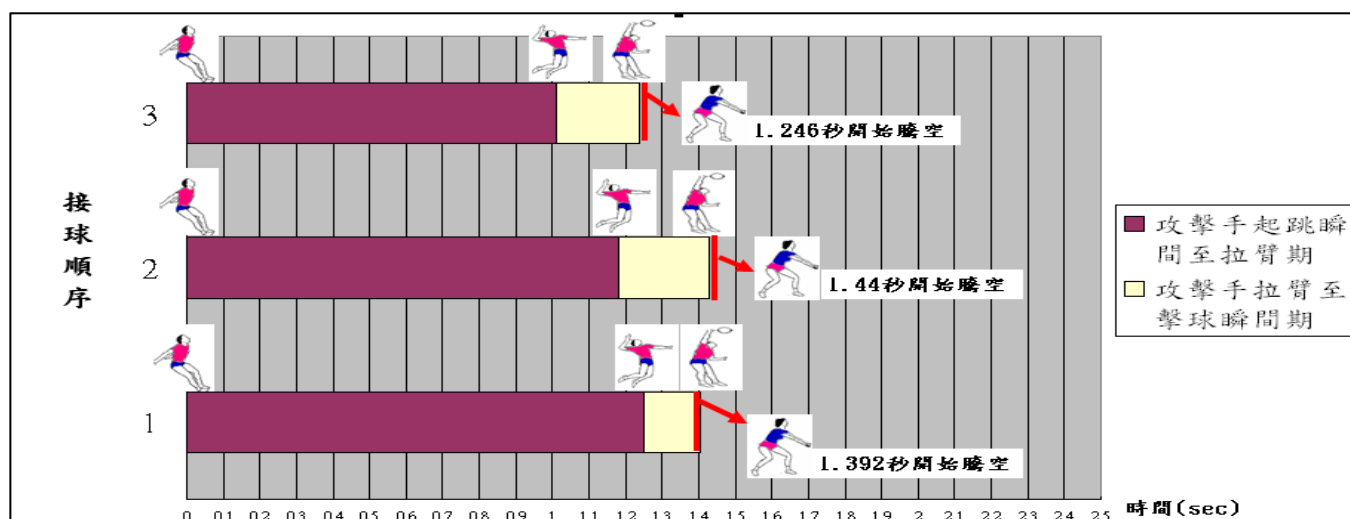 3
1.246秒開始騰空
接球順序
2
1.44秒開始騰空
攻擊手起跳瞬
間至拉臂期
攻擊手拉臂至
擊球瞬間期
1
1.392秒開始騰空
0 0.1 0.2 0.3 0.4 0.5 0.6 0.7 0.8 0.9 1 1.1 1.2 1.3 1.4 1.5 1.6 1.7 1.8 1.9 2 2.1 2.2 2.3 2.4 2.5 時間(sec)